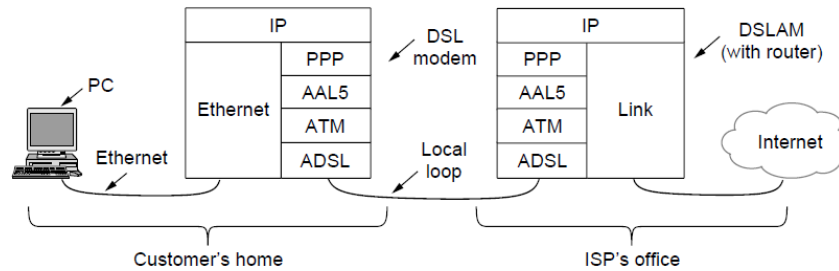 IP
PPP
AAL5
ATM
ADSL
Ethernet
DSL
modem
PC
Ethernet
Customer's home
Local
loop
IP
PPP
AAL5
ATM
ADSL
Link
DSLAM
(with router)
Internet
ISP's office